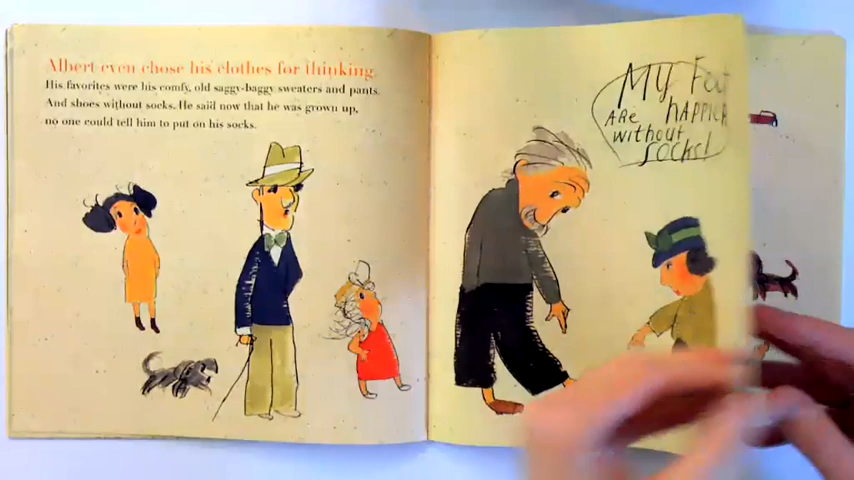 Albert even chose his clothes for thinking.
His favorites were his comfy, old saggy-baggy sweaters and pants.
And shoes without socks. He said now that he was grown up,
no one could tell him to put on his socks.
My Feet
ARe hAPPieR
without
SOCKS!